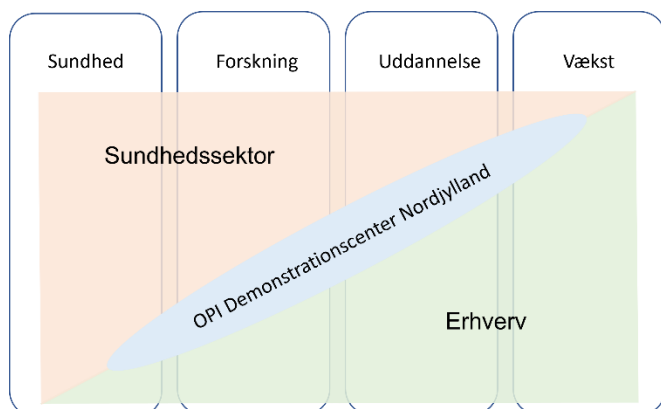 Sundhed
Forskning
Uddannelse
Vækst
Sundhedssektor
OPI Demonstrationscenter Nordjylland
Erhverv